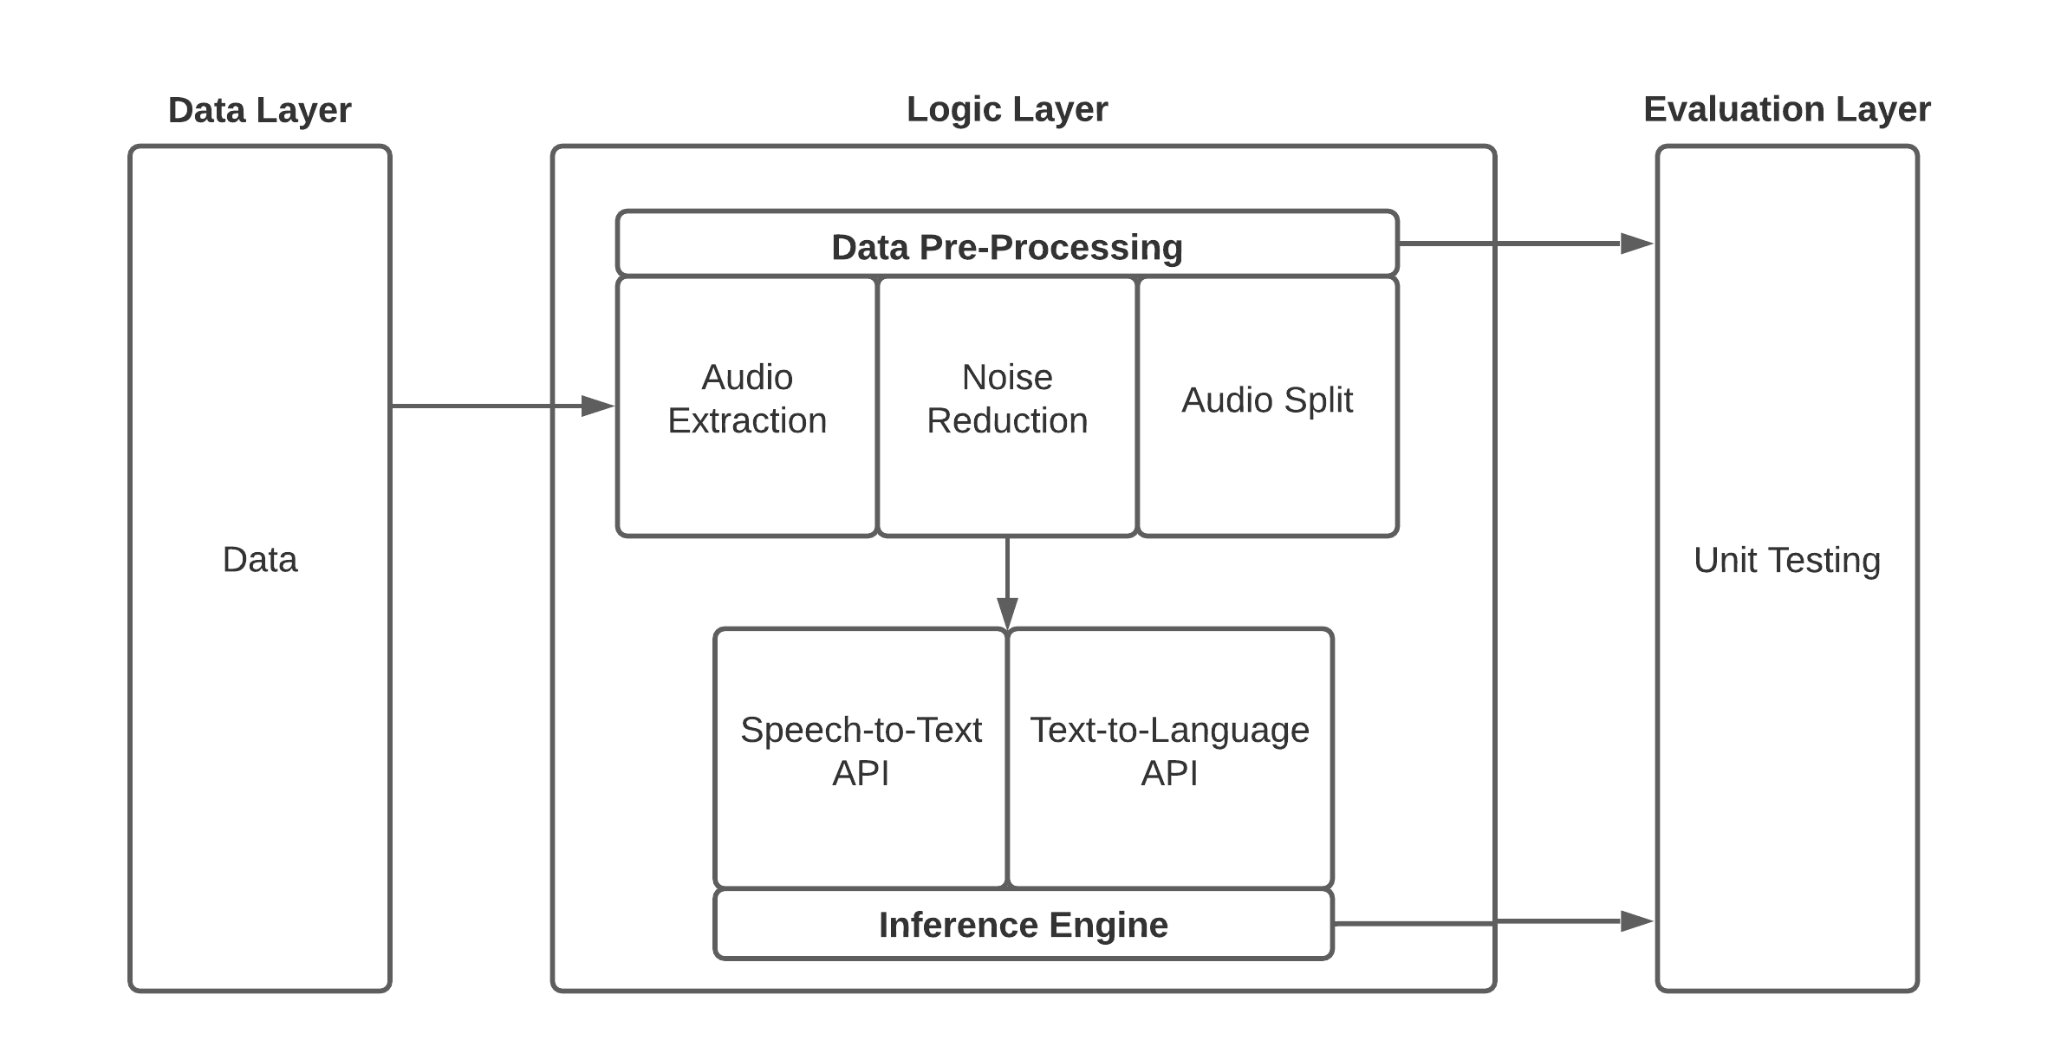 Data Layer
Logic Layer
Evaluation Layer
Data Pre-Processing
Audio
Extraction
Noise
Reduction
Audio Split
Data
Unit Testing
Speech-to-Text
API
Text-to-Language
API
Inference Engine